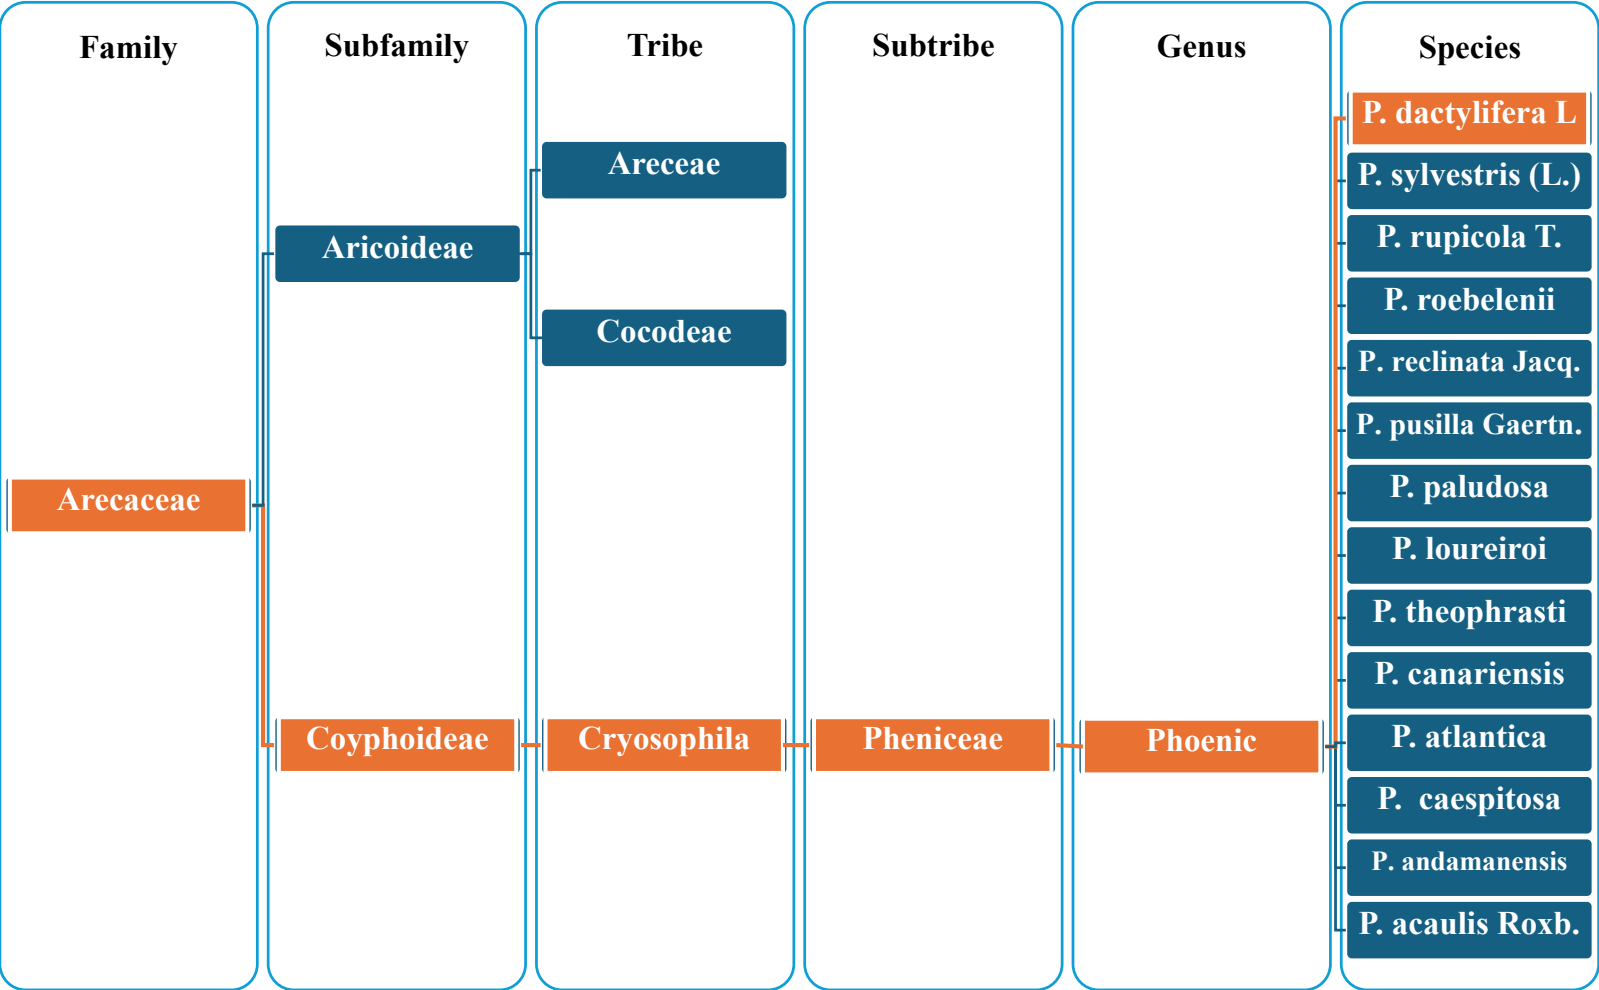 Family
Subfamily
Tribe
Subtribe
Genus
Species
Arecaceae
Aricoideae
Coyphoideae
Areceae
Cocodeae
Cryosophila
Pheniceae
Phoenic
P. dactylifera L
P. sylvestris (L.)
P. rupicola T.
P. roebelenii
P. reclinata Jacq.
P. pusilla Gaertn.
P. paludosa
P. loureiroi
P. theophrasti
P. canariensis
P. atlantica
P. caespitosa
P. andamanensis
P. acaulis Roxb.